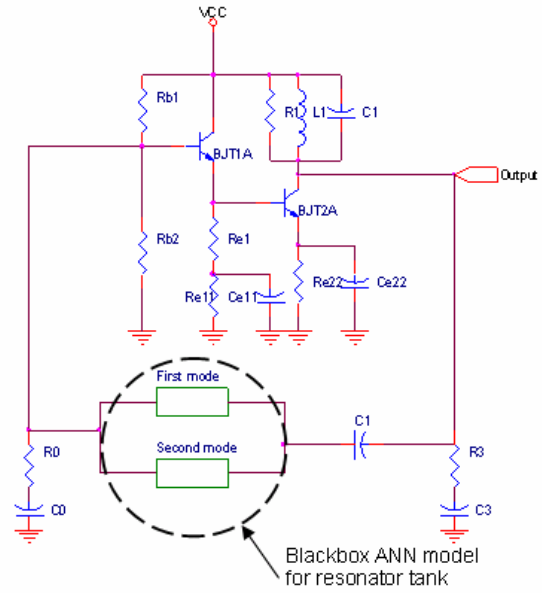 VCC
Rb1
R1
L1
C1
BJT1A
Output
BJT2A
Rb2
Re1
Re11
Ce11
Re22
Ce22
First mode
C1
R0
Second mode
R3
C0
C3
Blackbox ANN model
for resonator tank